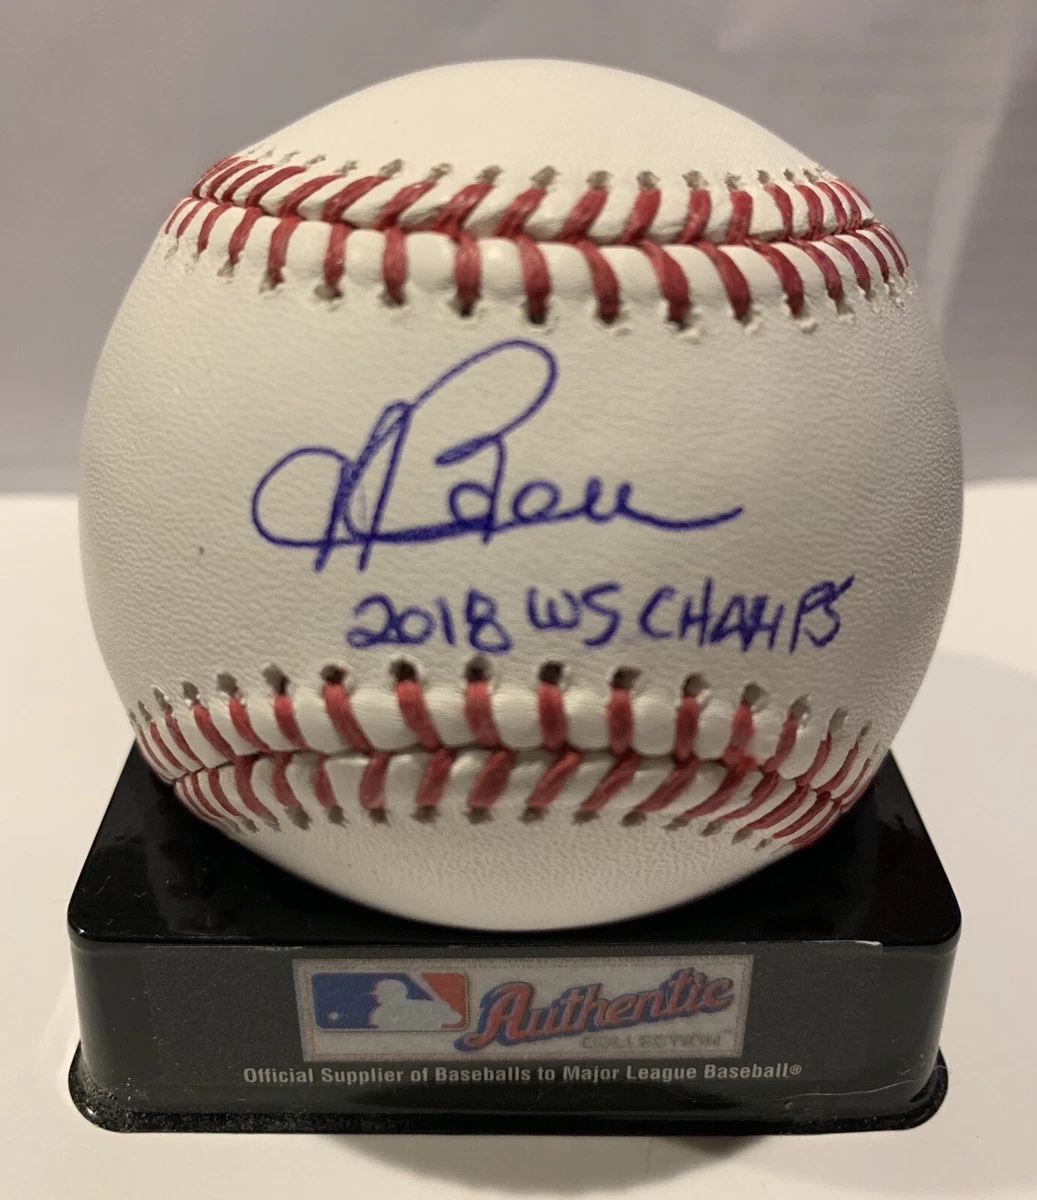 2018 WS CHAMPS
Authentic
COLLECTION
Official Supplier of Baseballs to Major League Baseball®